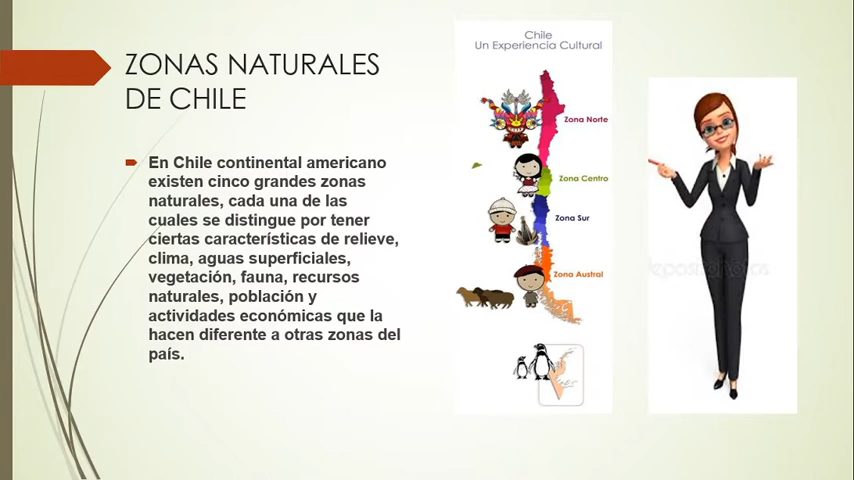 ZONAS NATURALES
DE CHILE
En Chile continental americano
existen cinco grandes zonas
naturales, cada una de las
cuales se distingue por tener
ciertas características de relieve,
clima, aguas superficiales,
vegetación, fauna, recursos
naturales, población y
actividades económicas que la
hacen diferente a otras zonas del
país.
Chile
Un Experiencia Cultural
Zona Norte
Zona Centro
Zona Sur
Zona Austral
depositphotos